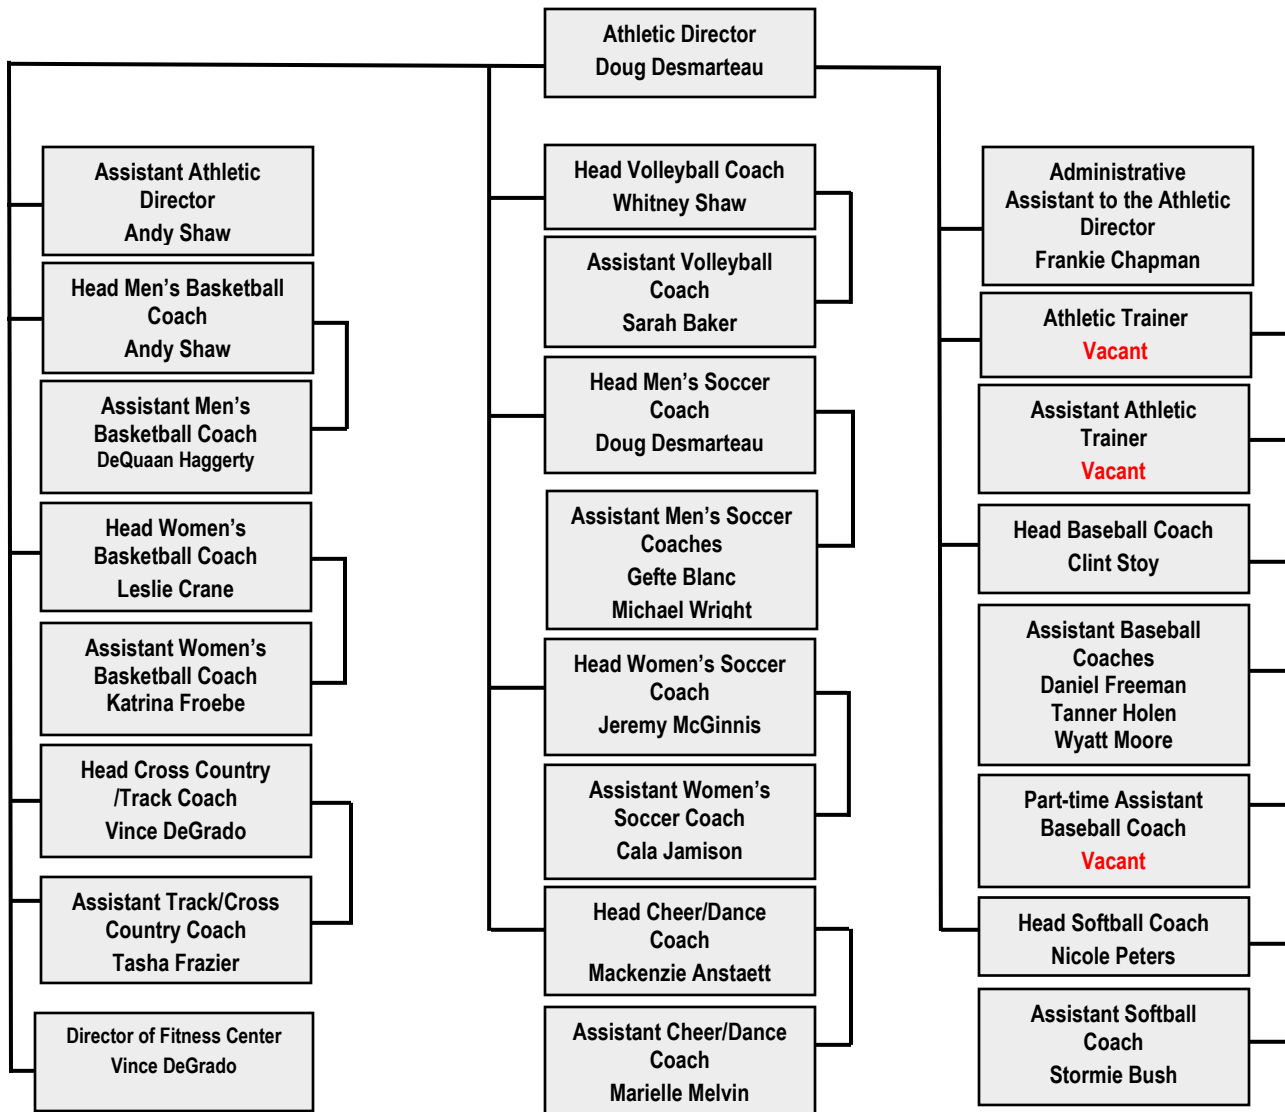 Athletic Director
Doug Desmarteau
Assistant Athletic
Director
Andy Shaw
Head Men’s Basketball
Coach
Andy Shaw
Assistant Men’s
Basketball Coach
DeQuaan Haggerty
Head Women’s
Basketball Coach
Leslie Crane
Assistant Women’s
Basketball Coach
Katrina Froebe
Head Cross Country
/Track Coach
Vince DeGrado
Assistant Track/Cross
Country Coach
Tasha Frazier
Director of Fitness Center
Vince DeGrado
Head Volleyball Coach
Whitney Shaw
Assistant Volleyball
Coach
Sarah Baker
Head Men’s Soccer
Coach
Doug Desmarteau
Assistant Men’s Soccer
Coaches
Gefte Blanc
Michael Wright
Head Women’s Soccer
Coach
Jeremy McGinnis
Assistant Women’s
Soccer Coach
Cala Jamison
Head Cheer/Dance
Coach
Mackenzie Anstaett
Assistant Cheer/Dance
Coach
Marielle Melvin
Administrative
Assistant to the Athletic
Director
Frankie Chapman
Athletic Trainer
Vacant
Assistant Athletic
Trainer
Vacant
Head Baseball Coach
Clint Stoy
Assistant Baseball
Coaches
Daniel Freeman
Tanner Holen
Wyatt Moore
Part-time Assistant
Baseball Coach
Vacant
Head Softball Coach
Nicole Peters
Assistant Softball
Coach
Stormie Bush